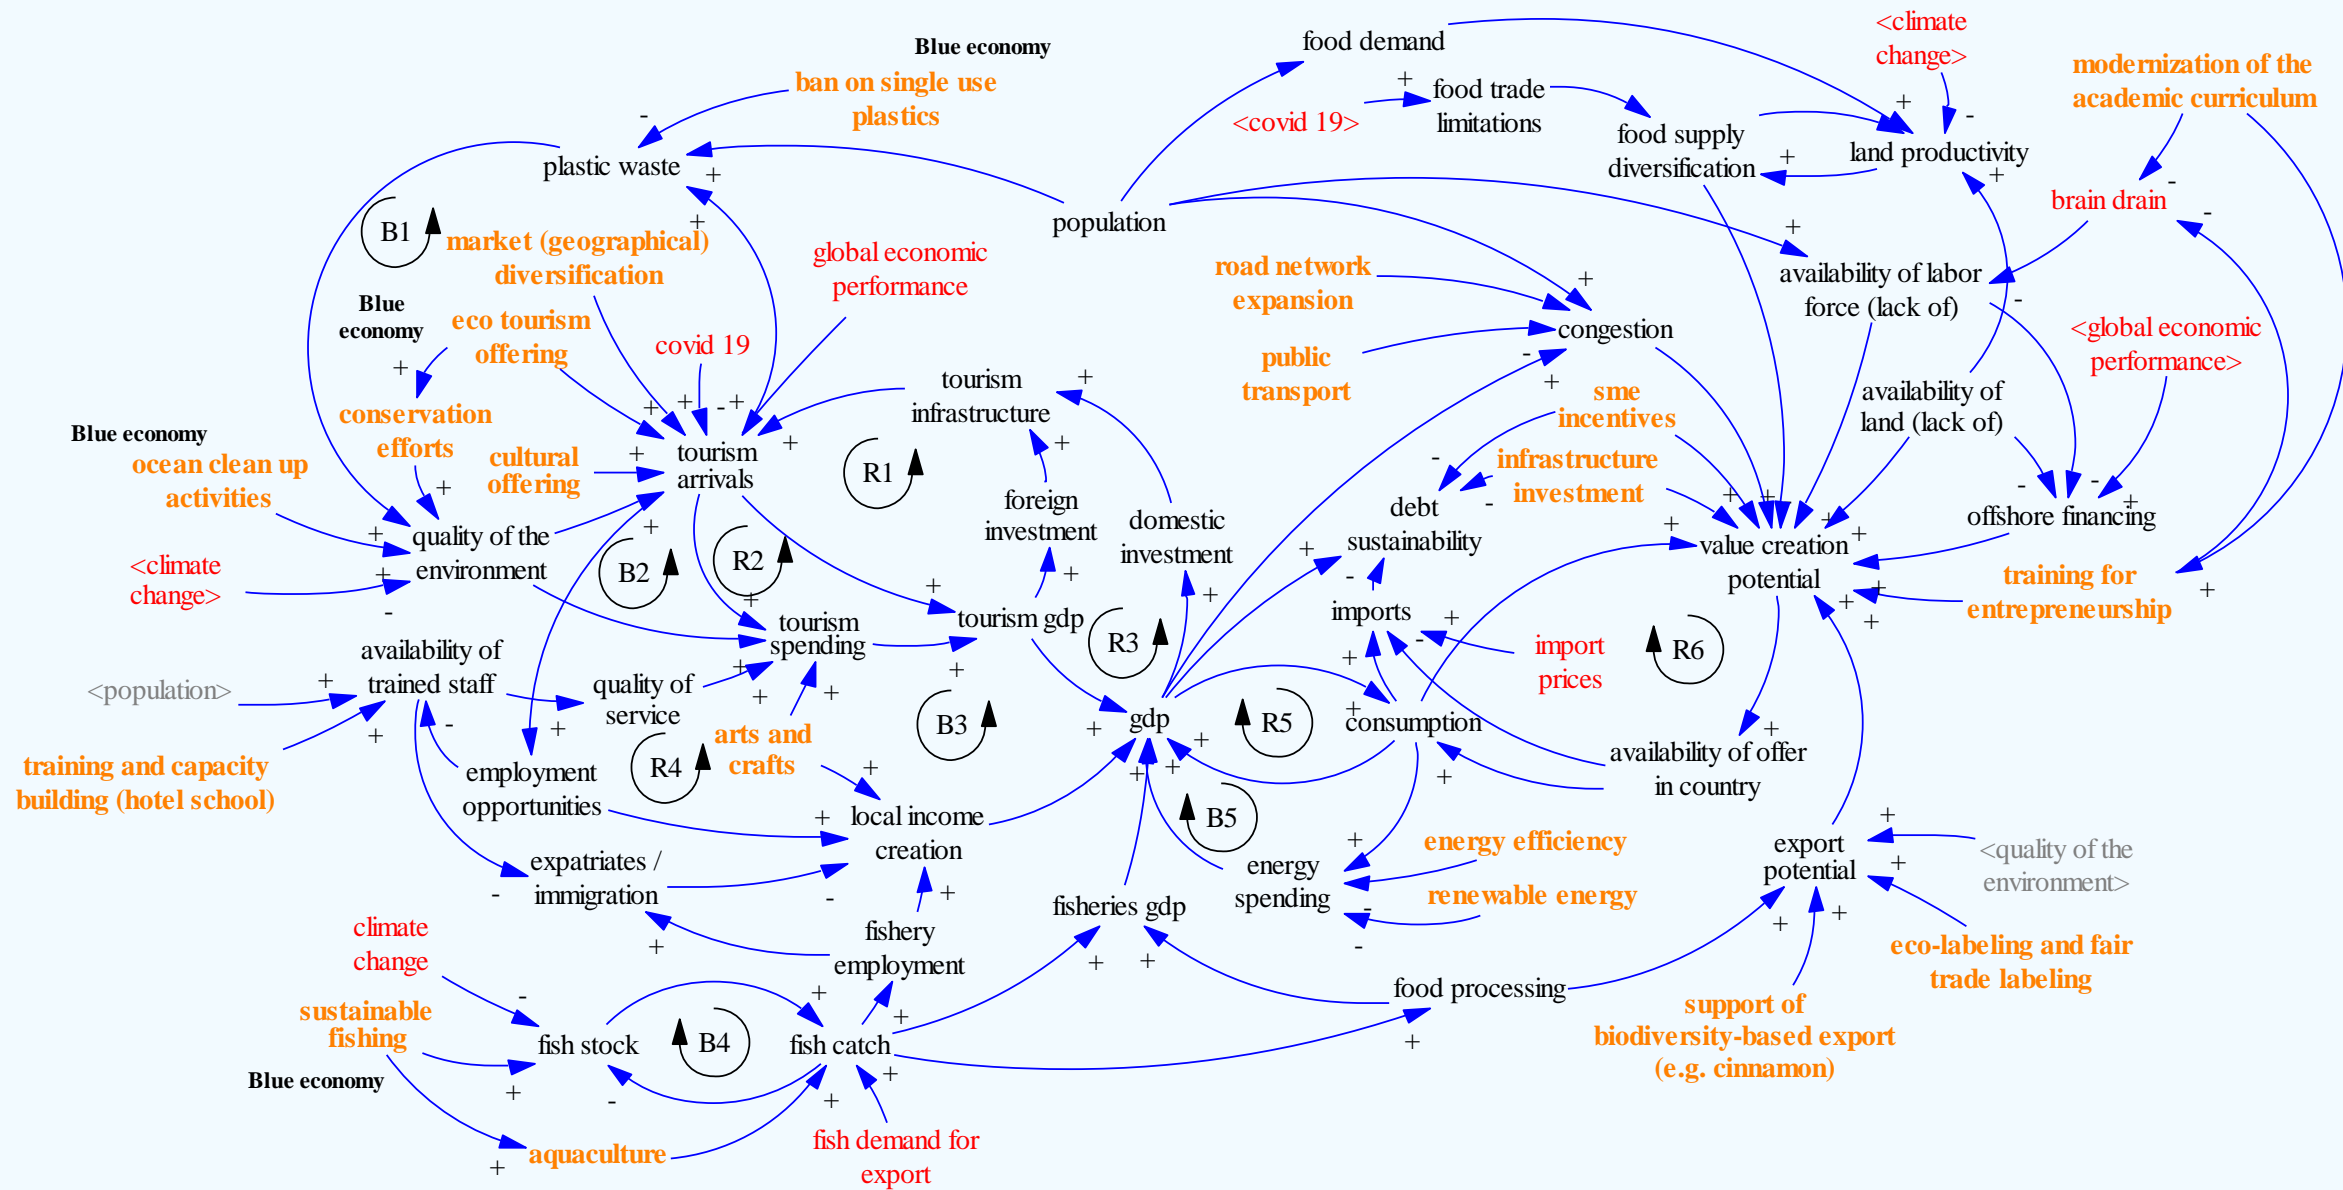 Blue economy
ban on single use
plastics
plastic waste
B1
market (geographical)
diversification
global economic
performance
Blue
economy
eco tourism
offering
covid 19
conservation
efforts
Blue economy
ocean clean up
activities
cultural
offering
tourism
arrivals
tourism
infrastructure
R1
quality of the
environment
<climate
change>
B2
R2
foreign
investment
domestic
investment
tourism
spending
tourism gdp
R3
availability of
trained staff
<population>
quality of
service
training and capacity
building (hotel school)
employment
opportunities
R4
arts and
crafts
B3
gdp
R5
B5
local income
creation
expatriates /
immigration
fishery
employment
fisheries gdp
climate
change
sustainable
fishing
Blue economy
fish stock
B4
fish catch
aquaculture
fish demand for
export
food demand
<covid 19>
food trade
limitations
food supply
diversification
<climate
change>
land productivity
modernization of the
academic curriculum
brain drain
population
road network
expansion
public
transport
congestion
availability of labor
force (lack of)
<global economic
performance>
availability of
land (lack of)
sme
incentives
infrastructure
investment
debt
sustainability
offshore financing
value creation
potential
training for
entrepreneurship
imports
import
prices
R6
consumption
availability of offer
in country
energy
spending
energy efficiency
renewable energy
export
potential
<quality of the
environment>
eco-labeling and fair
trade labeling
food processing
support of
biodiversity-based export
(e.g. cinnamon)